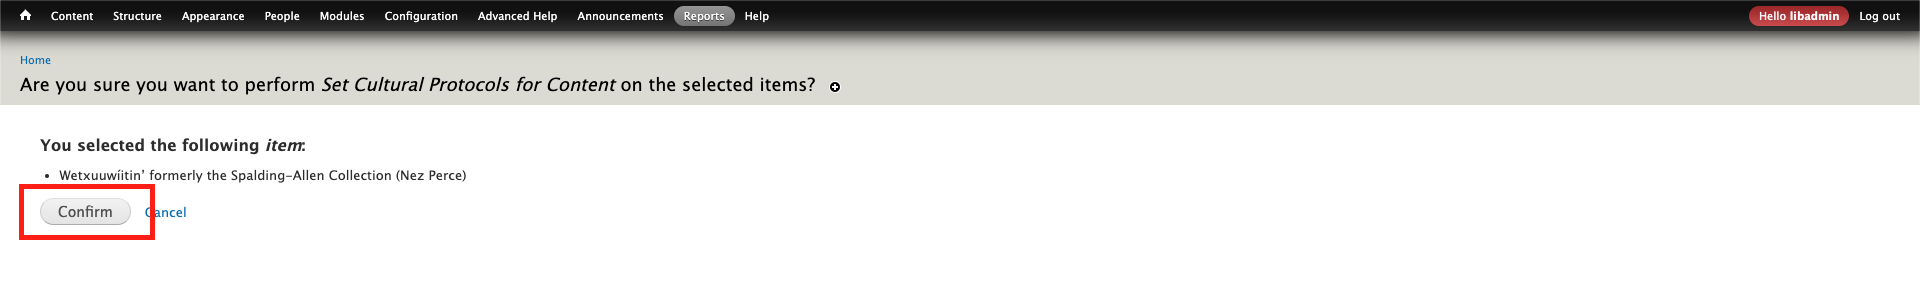 Content Structure Appearance People Modules Configuration Advanced Help Announcements Reports Help Hello libadmin Log out
Home
Are you sure you want to perform Set Cultural Protocols for Content on the selected items?
You selected the following item:
• Wetxuuwíitin’ formerly the Spalding-Allen Collection (Nez Perce)
Confirm Cancel